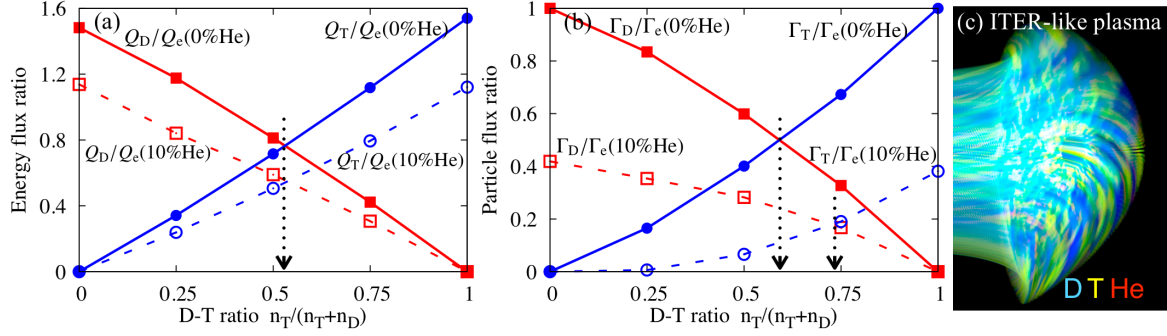 (a)
Q_D/Q_e(0%He)
Q_T/Q_e(0%He)
Q_D/Q_e(10%He)
Q_T/Q_e(10%He)
Energy flux ratio
1.6
1.2
0.8
0.4
0
0 0.25 0.5 0.75 1
D-T ratio n_T/(n_T+n_D)
(b)
Γ_D/Γ_e(0%He)
Γ_T/Γ_e(0%He)
Γ_D/Γ_e(10%He)
Γ_T/Γ_e(10%He)
Particle flux ratio
1
0.8
0.6
0.4
0.2
0
0 0.25 0.5 0.75 1
D-T ratio n_T/(n_T+n_D)
(c) ITER-like plasma
D T He